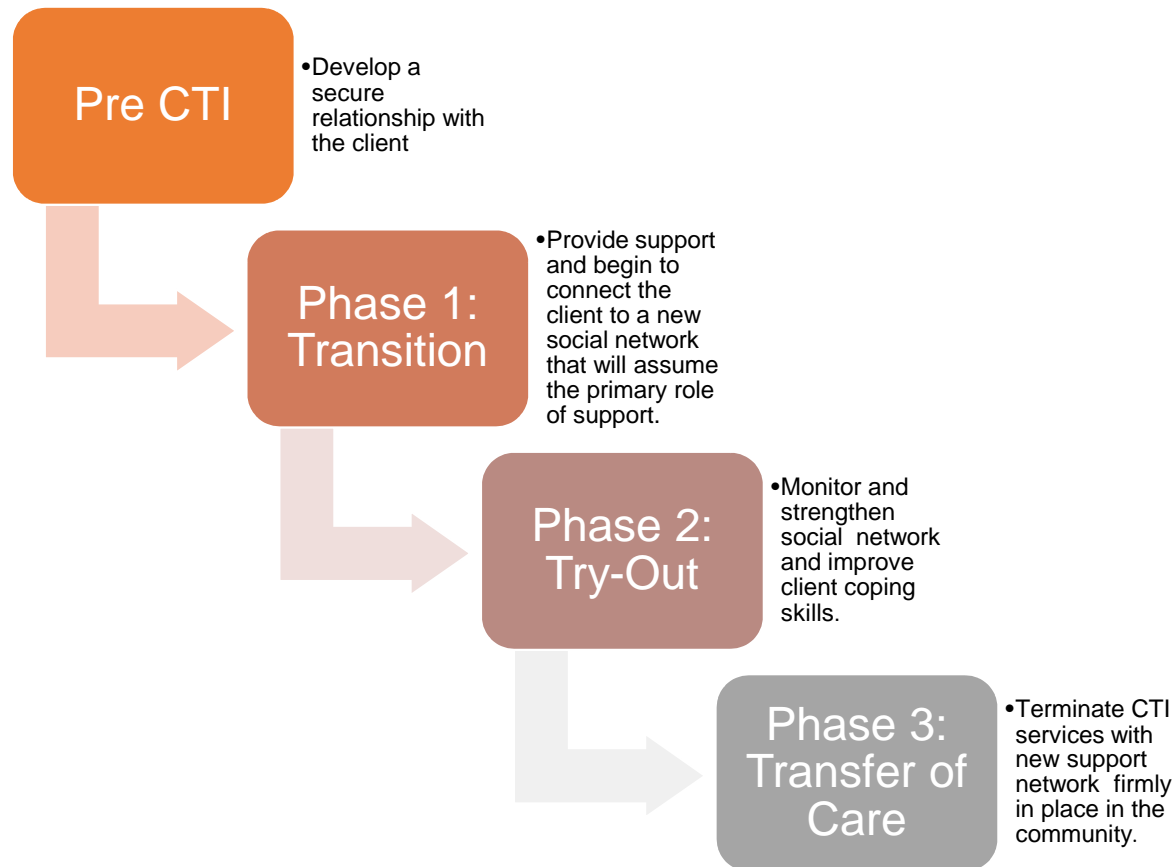 Pre CTI
•Develop a
secure
relationship with
the client
Phase 1:
Transition
•Provide support
and begin to
connect the
client to a new
social network
that will assume
the primary role
of support.
Phase 2:
Try-Out
•Monitor and
strengthen
social  network
and improve
client coping
skills.
Phase 3:
Transfer of
Care
•Terminate CTI
services with
new support
network  firmly
in place in the
community.